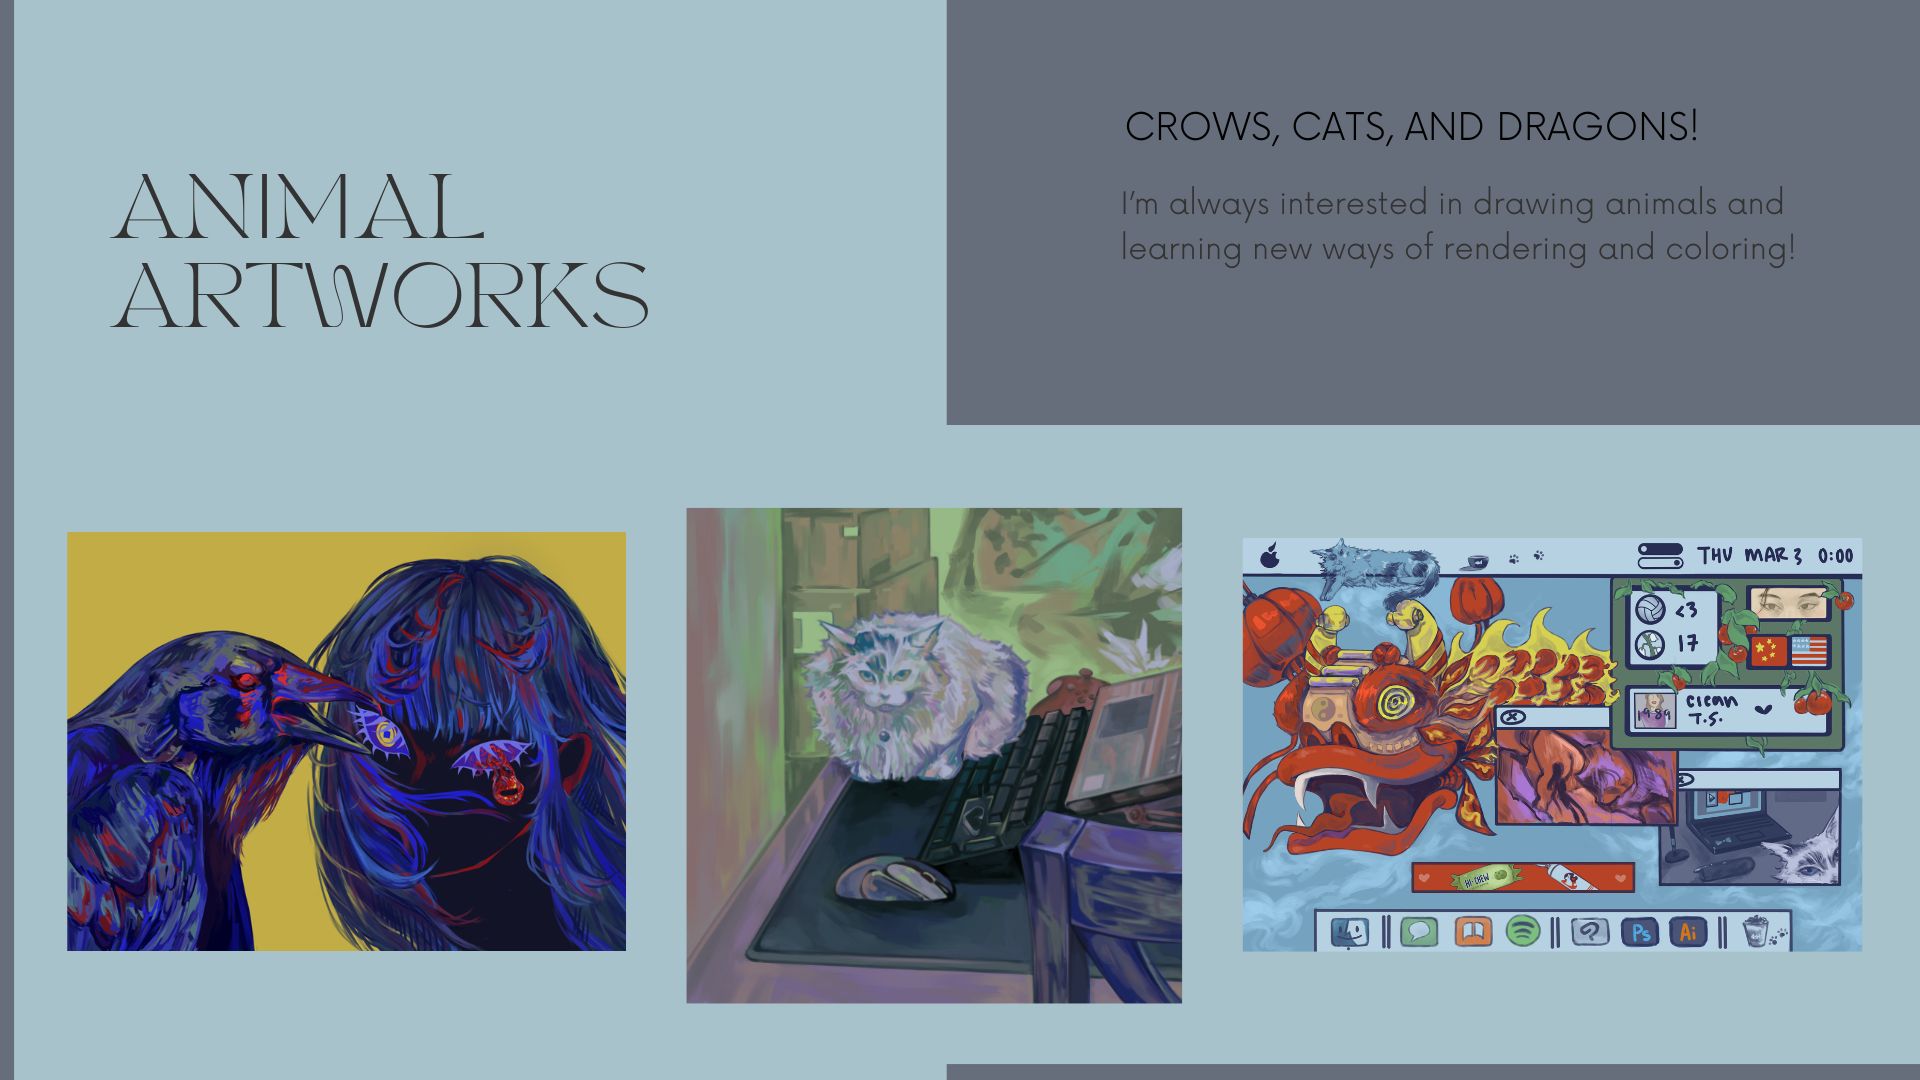 ANIMAL
ARTWORKS
CROWS, CATS, AND DRAGONS!
I'm always interested in drawing animals and
learning new ways of rendering and coloring!
THU MAR 3 0:00
<3
17
1989
clean
T.S.
HI-CHEW
Ps
Ai